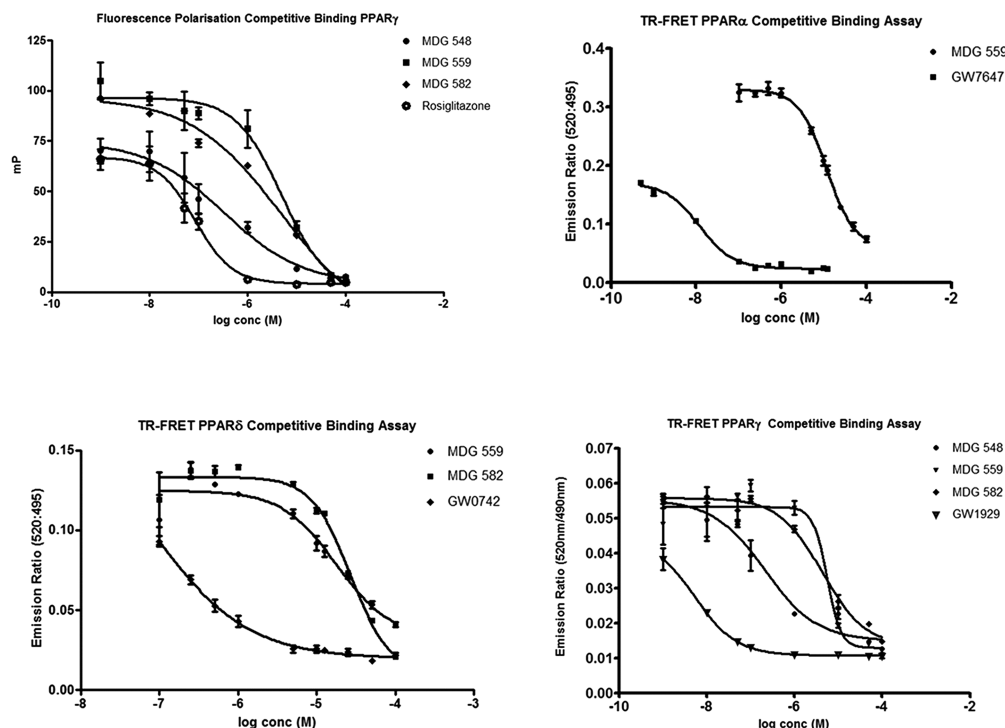 Fluorescence Polarisation Competitive Binding PPARγ
125
100
75
50
25
0
mP
-10
-8
-6
-4
-2
log conc (M)
MDG 548
MDG 559
MDG 582
Rosiglitazone
TR-FRET PPARα Competitive Binding Assay
0.4
0.3
0.2
0.1
0.0
Emission Ratio (520:495)
-10
-8
-6
-4
-2
log conc (M)
MDG 559
GW7647
TR-FRET PPARδ Competitive Binding Assay
0.15
0.10
0.05
0.00
Emission Ratio (520:495)
-8
-7
-6
-5
-4
-3
log conc (M)
MDG 559
MDG 582
GW0742
TR-FRET PPARγ Competitive Binding Assay
0.07
0.06
0.05
0.04
0.03
0.02
0.01
0.00
Emission Ratio (520nm/490nm)
-10
-8
-6
-4
-2
log conc (M)
MDG 548
MDG 559
MDG 582
GW1929